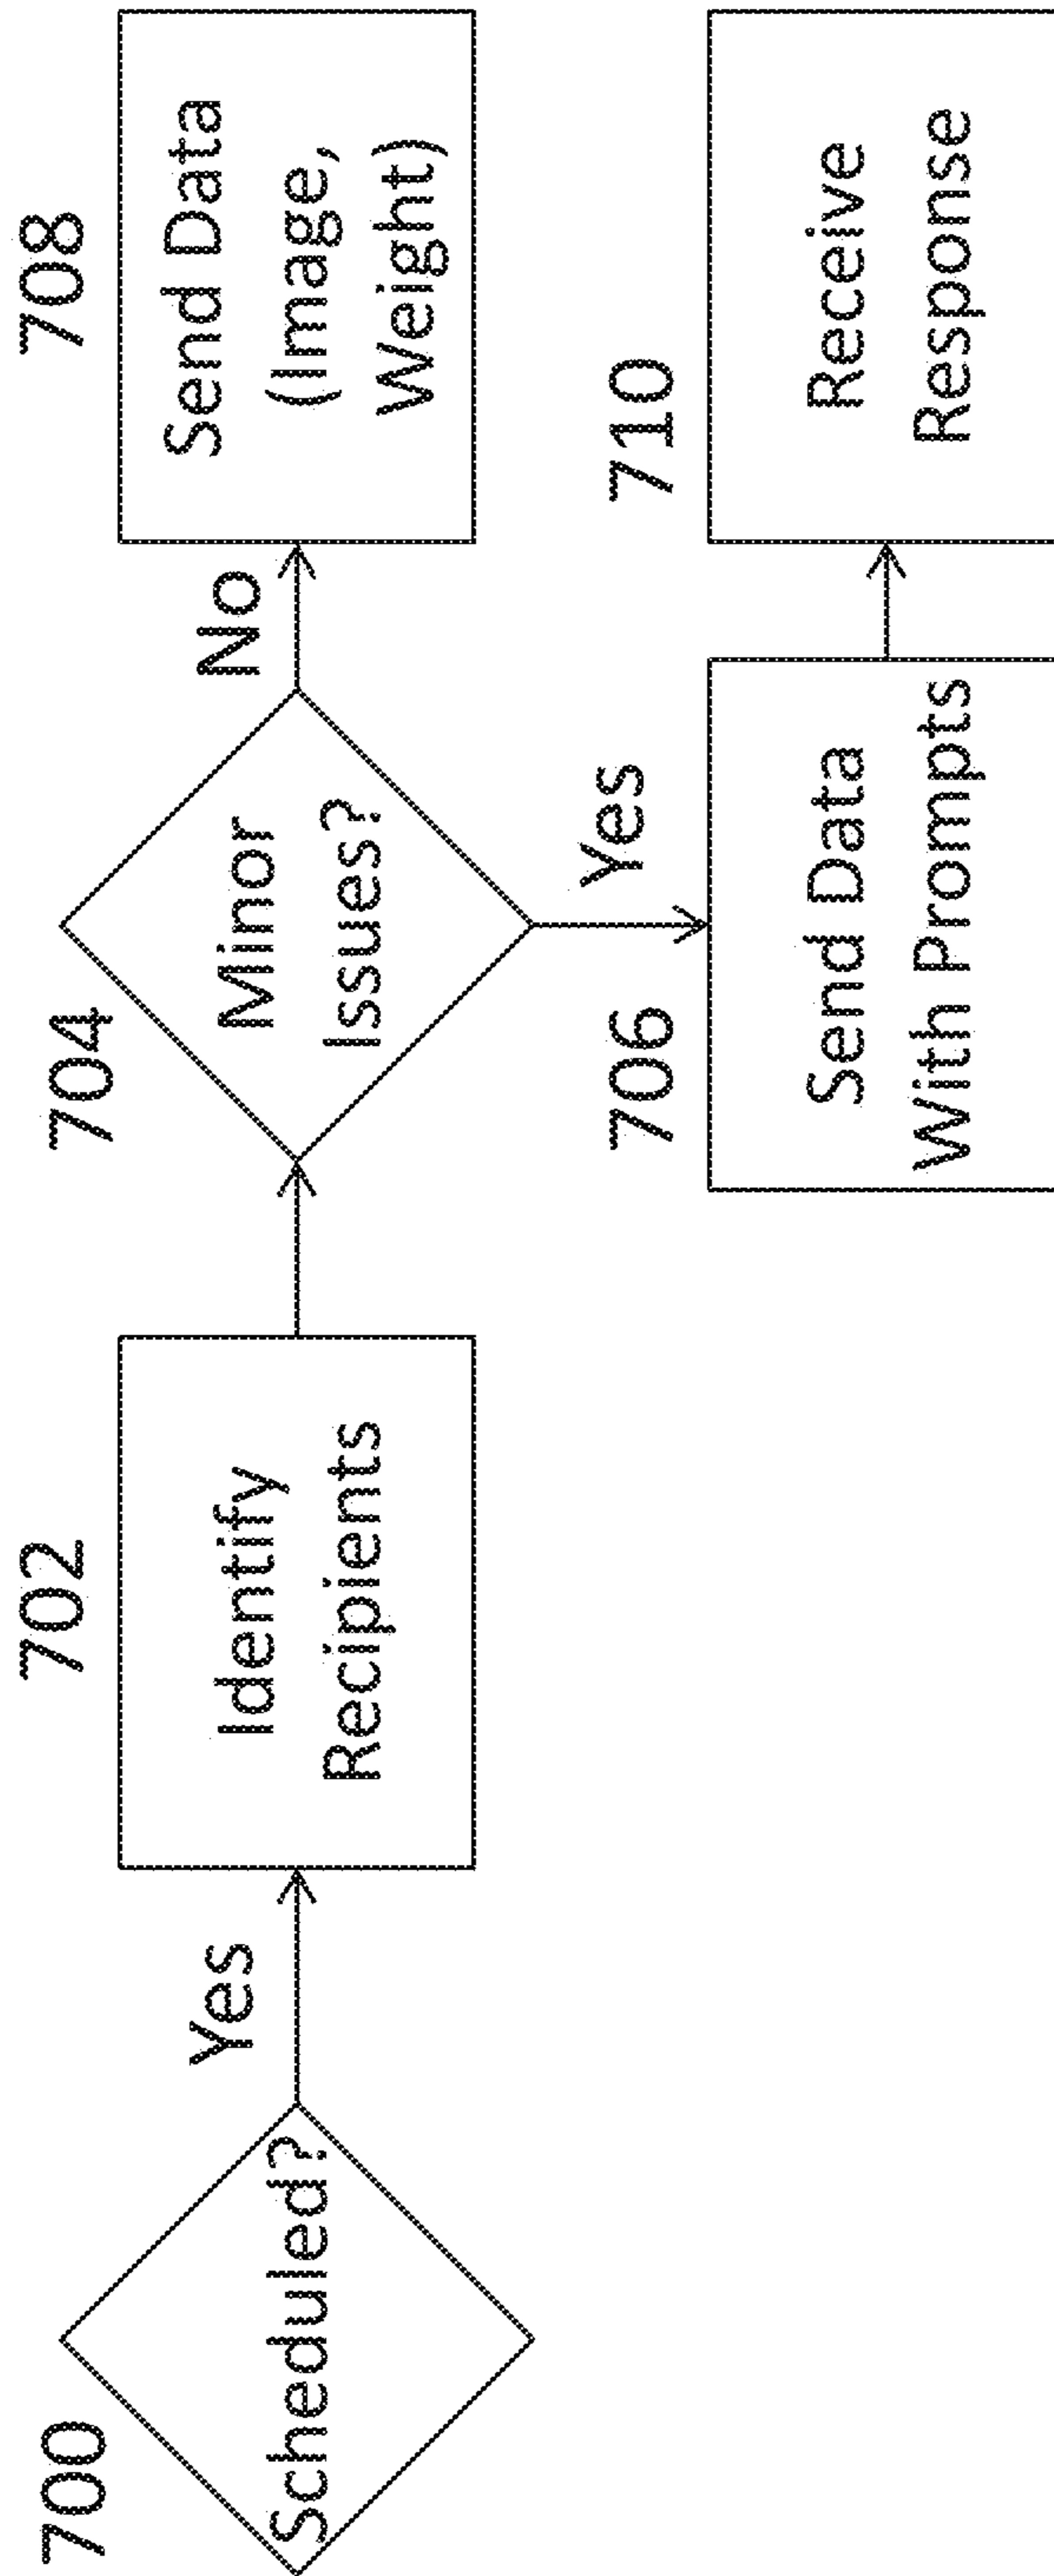 700
Scheduled?
Yes
702
Identify
Recipients
704
Minor
Issues?
No
708
Send Data
(Image,
Weight)
Yes
706
Send Data
With Prompts
710
Receive
Response